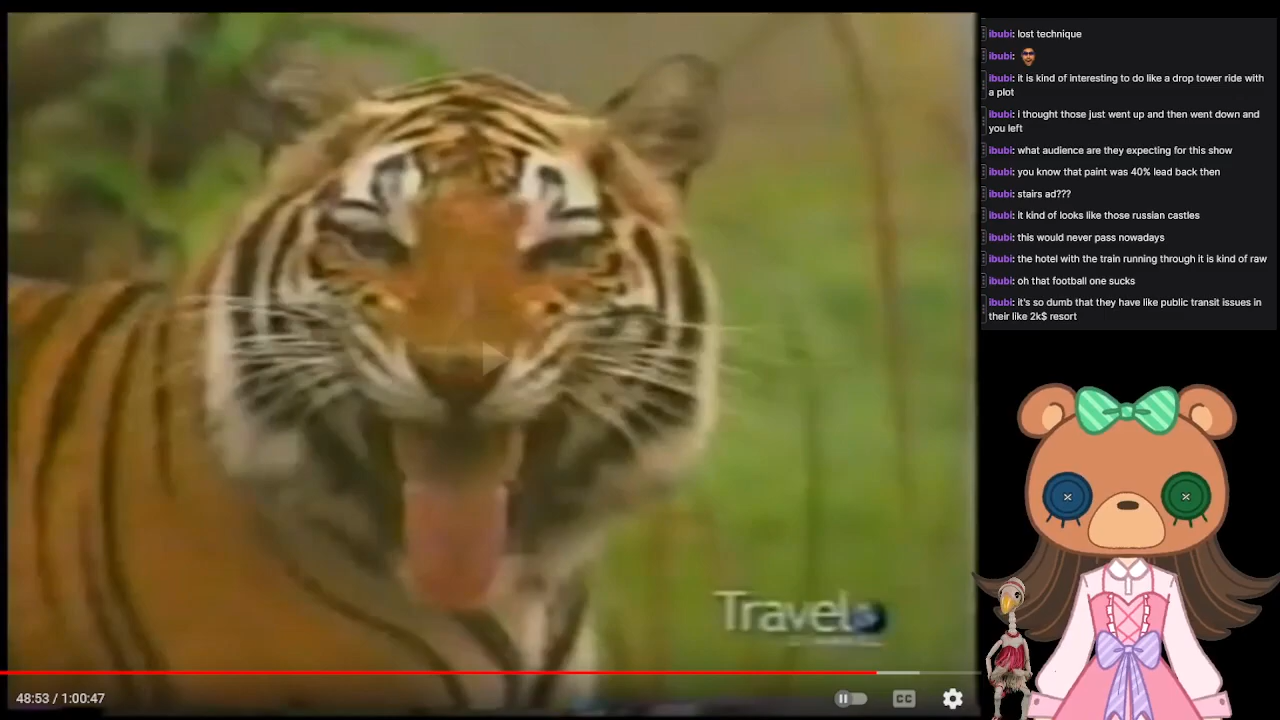 ibubi: lost technique
ibubi:
ibubi: it is kind of interesting to do like a drop tower ride with
a plot
ibubi: i thought those just went up and then went down and
you left
ibubi: what audience are they expecting for this show
ibubi: you know that paint was 40% lead back then
ibubi: stairs ad???
ibubi: it kind of looks like those russian castles
ibubi: this would never pass nowadays
ibubi: the hotel with the train running through it is kind of raw
ibubi: oh that football one sucks
ibubi: it's so dumb that they have like public transit issues in
their like 2k$ resort
Travel
48:53 / 1:00:47
CC